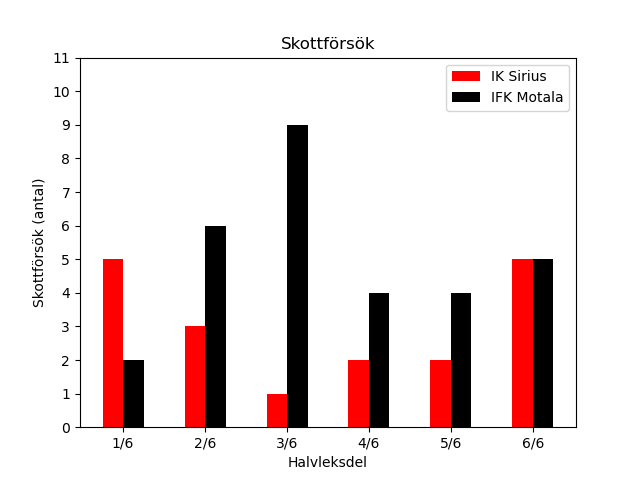 Skottförsök
IK Sirius
IFK Motala
Skottförsök (antal)
11
10
9
8
7
6
5
4
3
2
1
0
1/6 2/6 3/6 4/6 5/6 6/6
Halvleksdel